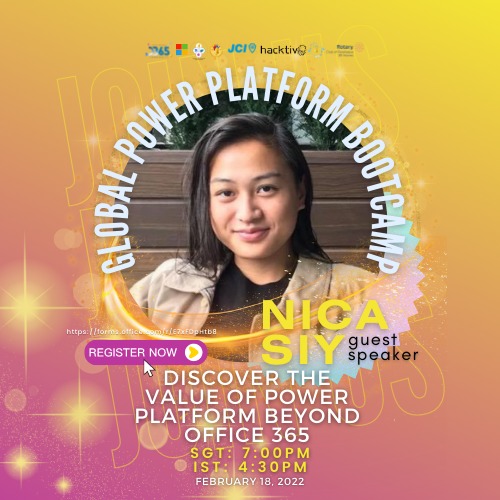 JCI hacktiv
Rotary
GLOBAL POWER PLATFORM BOOTCAMP
NICA
SIY guest
speaker
REGISTER NOW
DISCOVER THE
VALUE OF POWER
PLATFORM BEYOND
OFFICE 365
SGT: 7:00PM
IST: 4:30PM
FEBRUARY 18, 2022